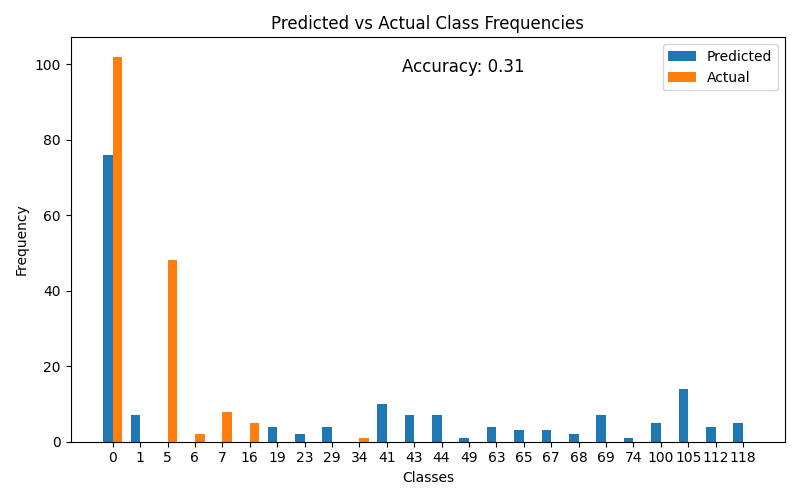 Predicted vs Actual Class Frequencies
Accuracy: 0.31
Predicted
Actual
Frequency
100
80
60
40
20
0
0 1 5 6 7 16 19 23 29 34 41 43 44 49 63 65 67 68 69 74 100 105 112 118
Classes